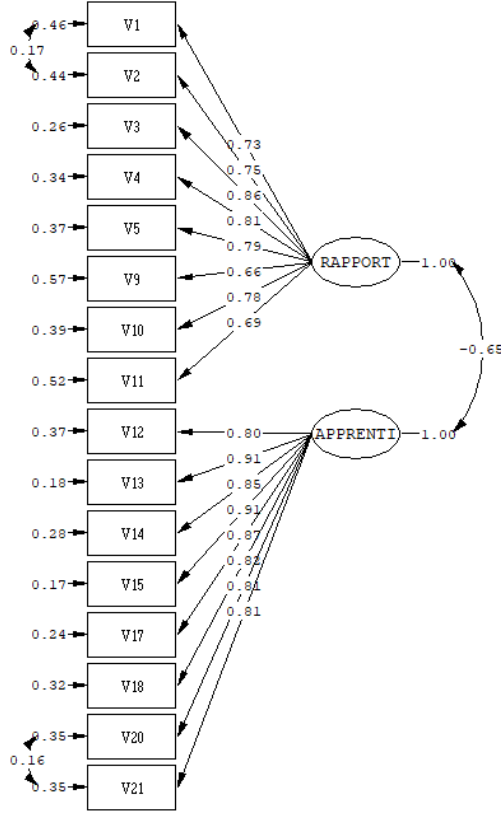 0.46 V1
0.17
0.44 V2
0.26 V3
0.34 V4
0.37 V5
0.57 V9
0.39 V10
0.52 V11
0.37 V12
0.18 V13
0.28 V14
0.17 V15
0.24 V17
0.32 V18
0.35 V20
0.16
0.35 V21
0.73
0.75
0.86
0.81
0.79
0.66
0.78
0.69
0.80
0.91
0.85
0.91
0.87
0.82
0.81
0.81
RAPPORT 1.00
-0.65
APPRENTI 1.00